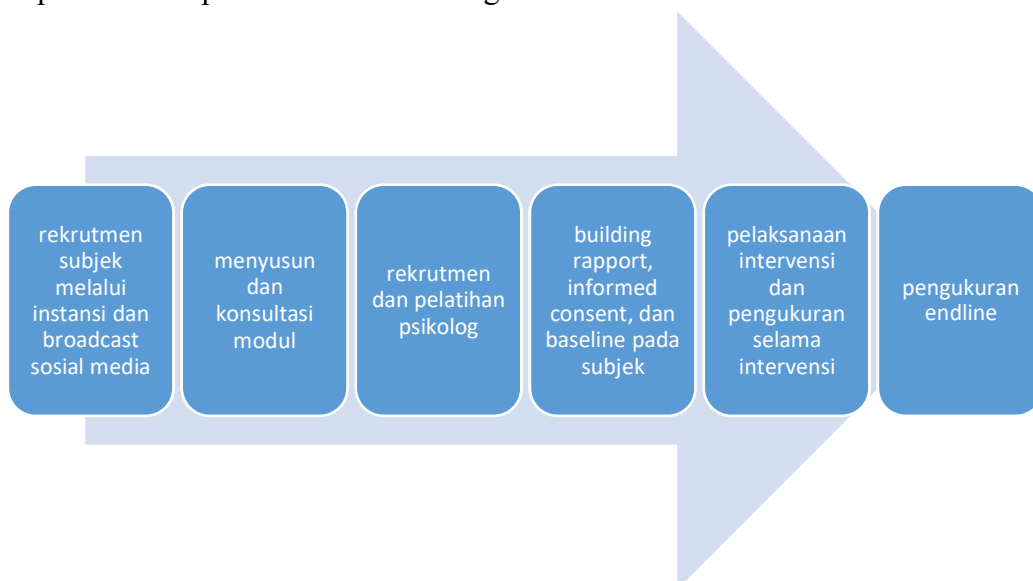 rekrutmen
subjek
melalui
instansi dan
broadcast
sosial media
menyusun
dan
konsultasi
modul
rekrutmen
dan pelatihan
psikolog
building
rapport,
informed
consent, dan
baseline pada
subjek
pelaksanaan
intervensi
dan
pengukuran
selama
intervensi
pengukuran
endline